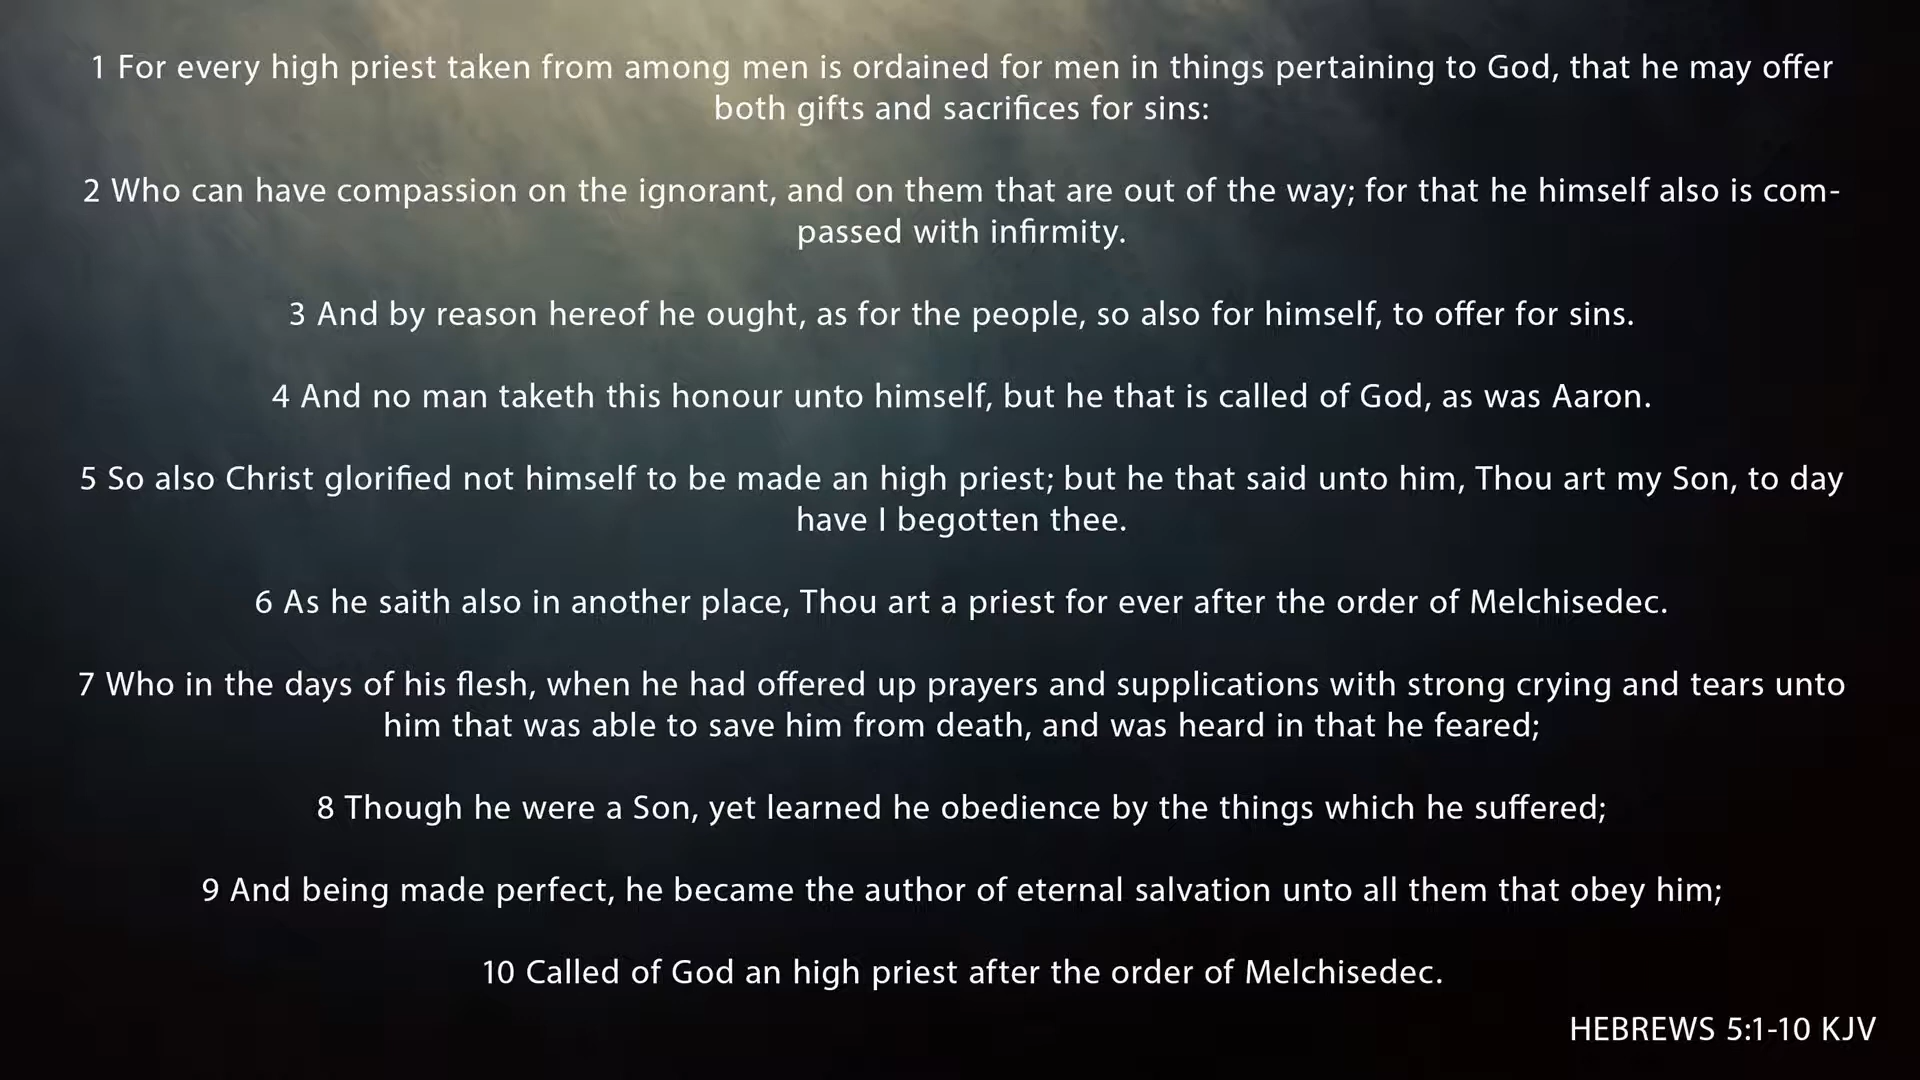 1 For every high priest taken from among men is ordained for men in things pertaining to God, that he may offer
both gifts and sacrifices for sins:
2 Who can have compassion on the ignorant, and on them that are out of the way; for that he himself also is com-
passed with infirmity.
3 And by reason hereof he ought, as for the people, so also for himself, to offer for sins.
4 And no man taketh this honour unto himself, but he that is called of God, as was Aaron.
5 So also Christ glorified not himself to be made an high priest; but he that said unto him, Thou art my Son, to day
have I begotten thee.
6 As he saith also in another place, Thou art a priest for ever after the order of Melchisedec.
7 Who in the days of his flesh, when he had offered up prayers and supplications with strong crying and tears unto
him that was able to save him from death, and was heard in that he feared;
8 Though he were a Son, yet learned he obedience by the things which he suffered;
9 And being made perfect, he became the author of eternal salvation unto all them that obey him;
10 Called of God an high priest after the order of Melchisedec.
HEBREWS 5:1-10 KJV